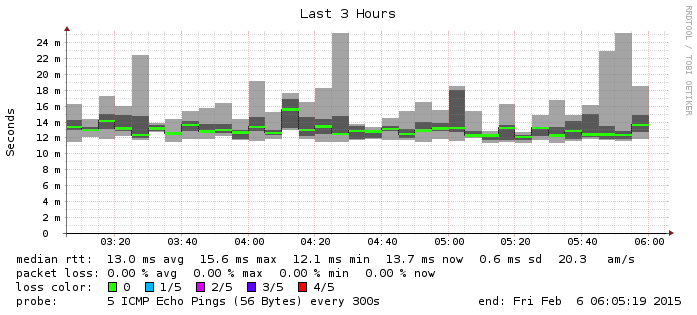 Last 3 Hours
RRDTOOL / TOBI OETIKER
Seconds
24 m
22 m
20 m
18 m
16 m
14 m
12 m
10 m
8 m
6 m
4 m
2 m
0
03:20 03:40 04:00 04:20 04:40 05:00 05:20 05:40 06:00
median rtt: 13.0 ms avg 15.6 ms max 12.1 ms min 13.7 ms now 0.6 ms sd 20.3 am/s
packet loss: 0.00 % avg 0.00 % max 0.00 % min 0.00 % now
loss color: 0 1/5 2/5 3/5 4/5
probe: 5 ICMP Echo Pings (56 Bytes) every 300s end: Fri Feb 6 06:05:19 2015